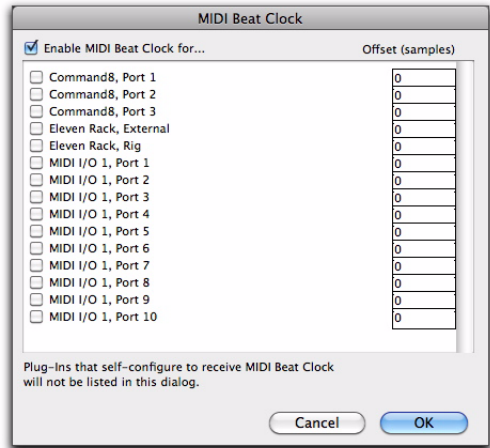 MIDI Beat Clock
Enable MIDI Beat Clock for... Offset (samples)
Command8, Port 1 0
Command8, Port 2 0
Command8, Port 3 0
Eleven Rack, External 0
Eleven Rack, Rig 0
MIDI I/O 1, Port 1 0
MIDI I/O 1, Port 2 0
MIDI I/O 1, Port 3 0
MIDI I/O 1, Port 4 0
MIDI I/O 1, Port 5 0
MIDI I/O 1, Port 6 0
MIDI I/O 1, Port 7 0
MIDI I/O 1, Port 8 0
MIDI I/O 1, Port 9 0
MIDI I/O 1, Port 10 0
Plug-Ins that self-configure to receive MIDI Beat Clock
will not be listed in this dialog.
Cancel OK